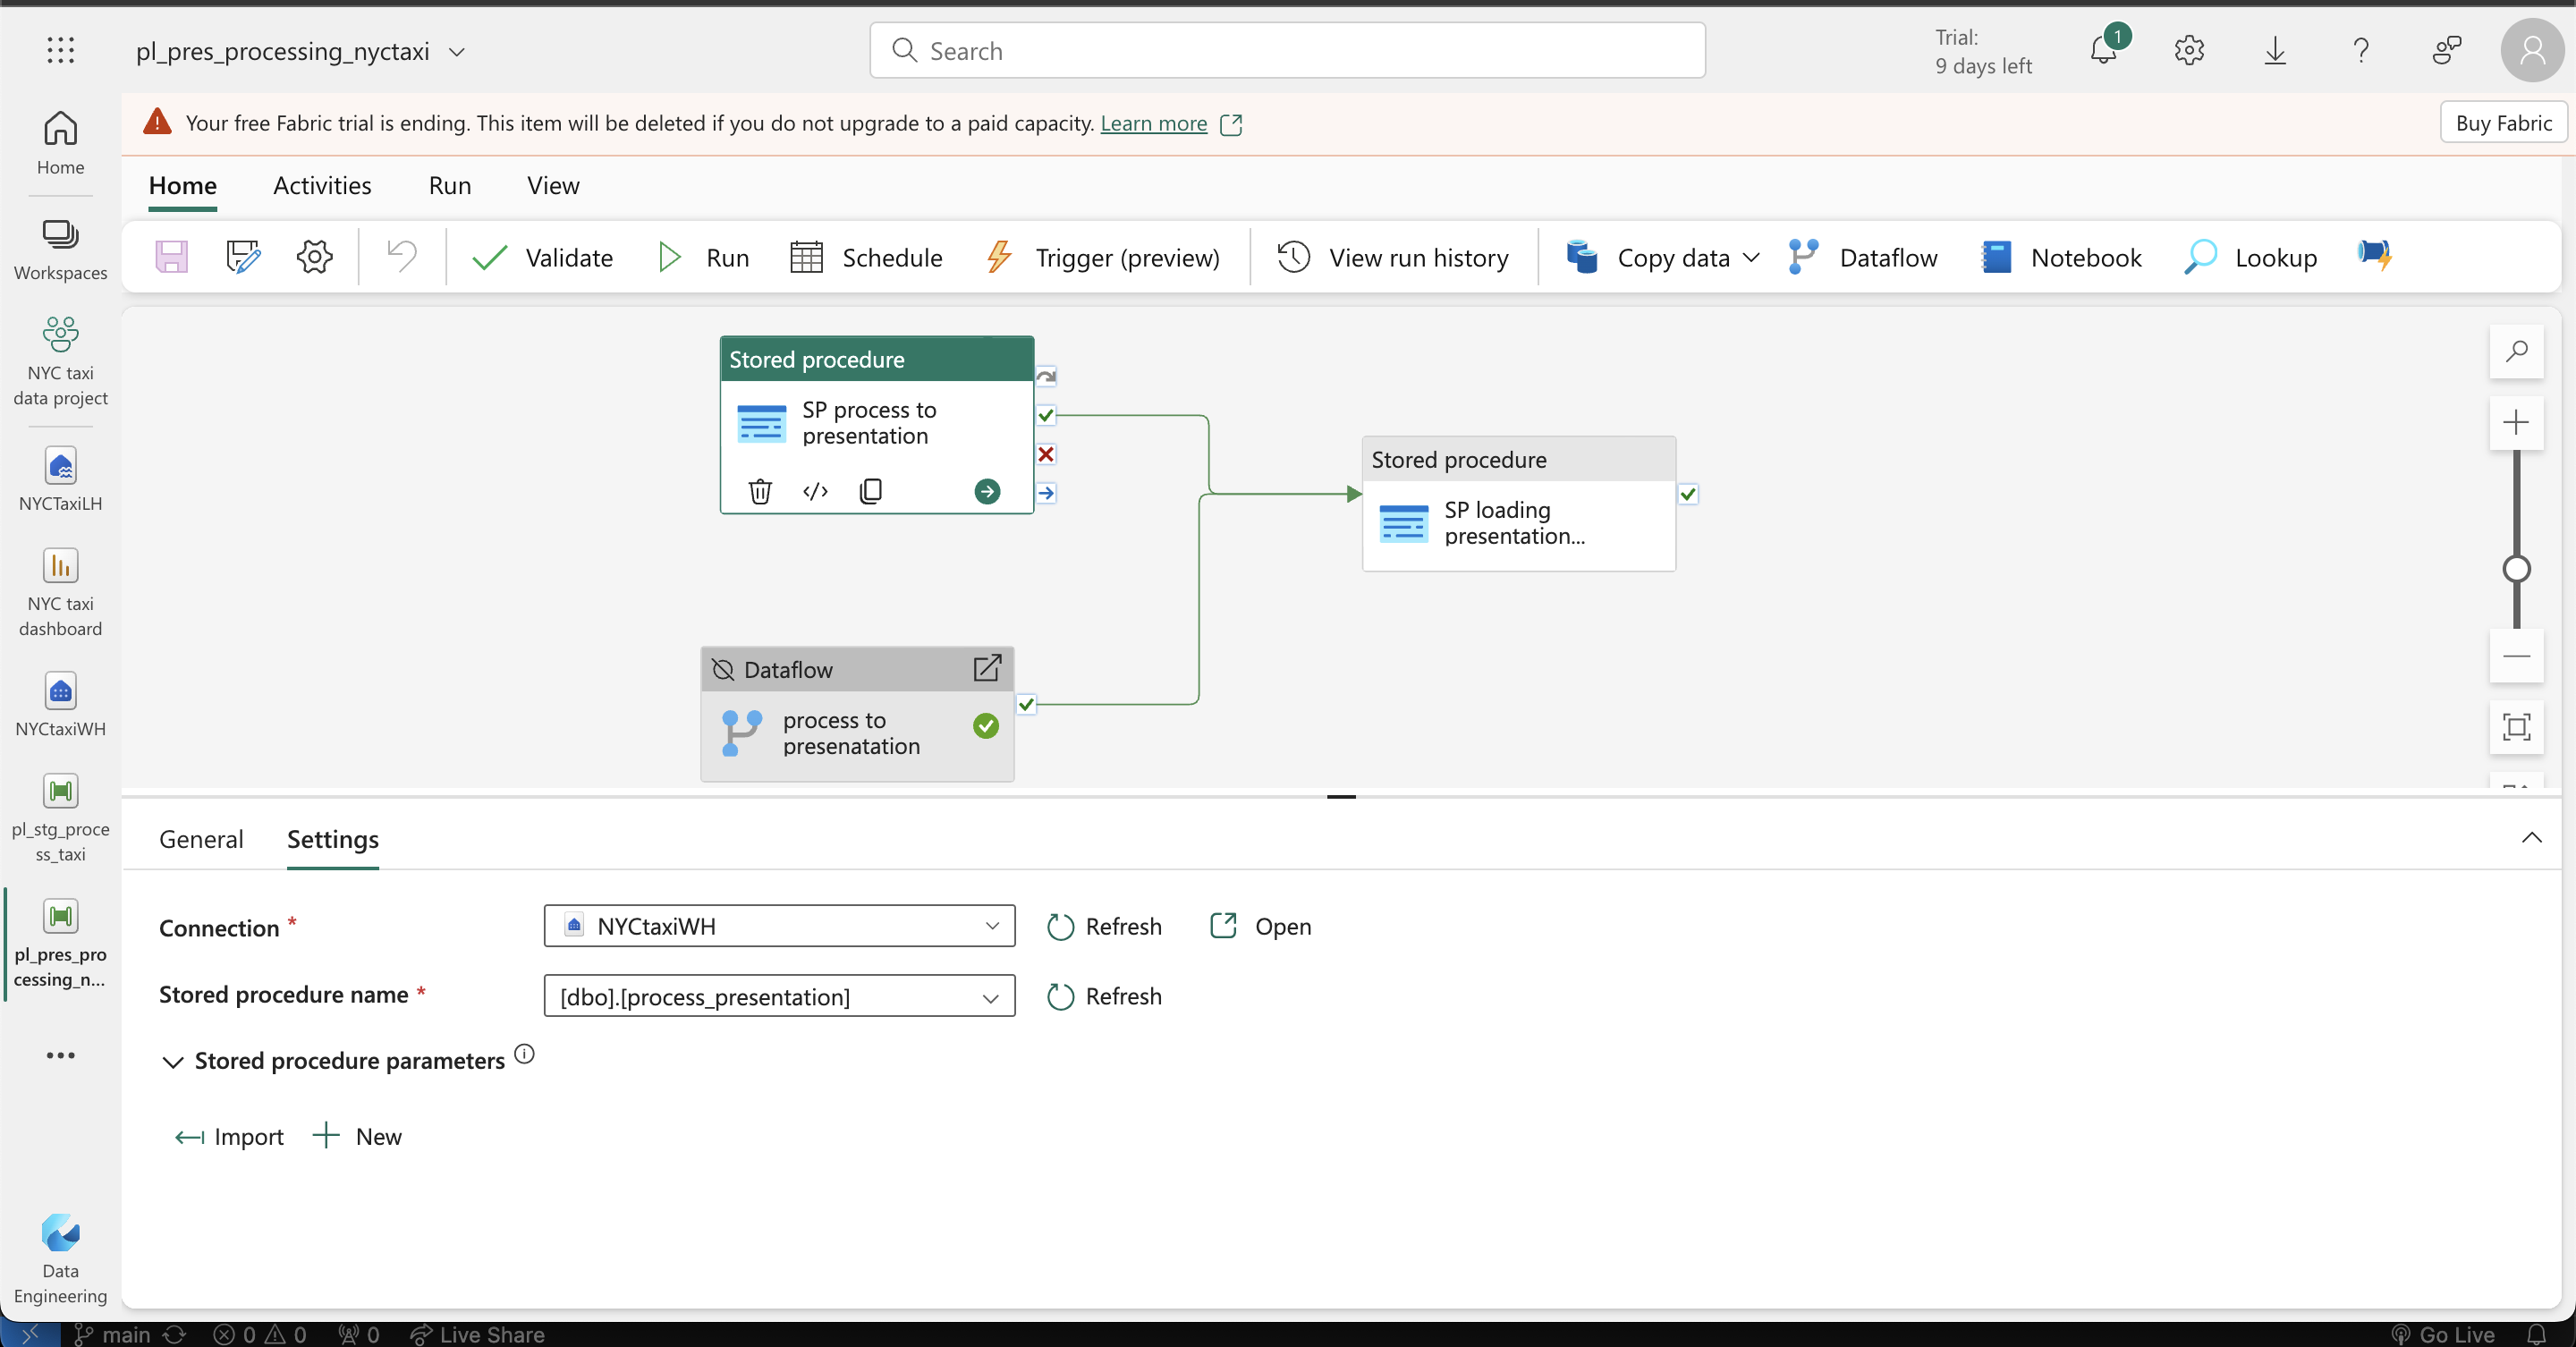 pl_pres_processing_nyctaxi
Search
Trial:
9 days left
1
Your free Fabric trial is ending. This item will be deleted if you do not upgrade to a paid capacity. Learn more
Buy Fabric
Home
Workspaces
NYC taxi
data project
NYCTaxiLH
NYC taxi
dashboard
NYCtaxiWH
pl_stg_proce
ss_taxi
pl_pres_pro
cessing_n...
Data
Engineering
Home Activities Run View
Validate Run Schedule Trigger (preview) View run history Copy data Dataflow Notebook Lookup
Stored procedure
SP process to
presentation
Stored procedure
SP loading
presentation...
Dataflow
process to
presenatation
General Settings
Connection * NYCtaxiWH Refresh Open
Stored procedure name * [dbo].[process_presentation] Refresh
Stored procedure parameters
Import New
main 0 0 0 Live Share Go Live